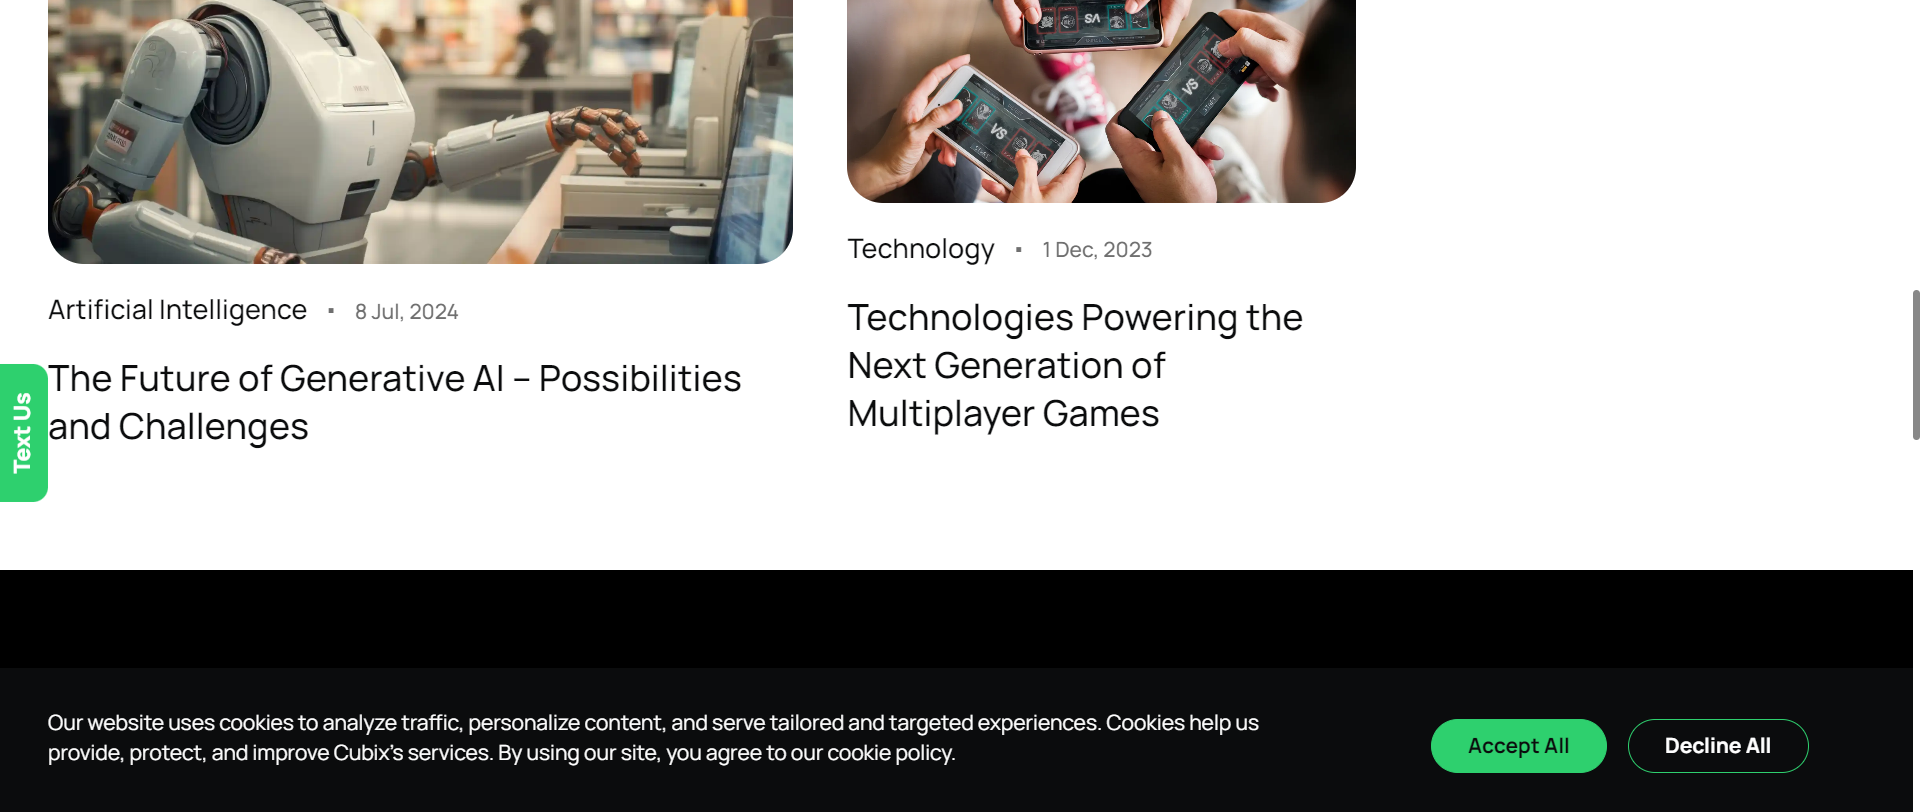 VS
VS
VS
Artificial Intelligence ▪ 8 Jul, 2024
The Future of Generative AI – Possibilities
and Challenges
Technology ▪ 1 Dec, 2023
Technologies Powering the
Next Generation of
Multiplayer Games
Text Us
Our website uses cookies to analyze traffic, personalize content, and serve tailored and targeted experiences. Cookies help us
provide, protect, and improve Cubix's services. By using our site, you agree to our cookie policy.
Accept All
Decline All